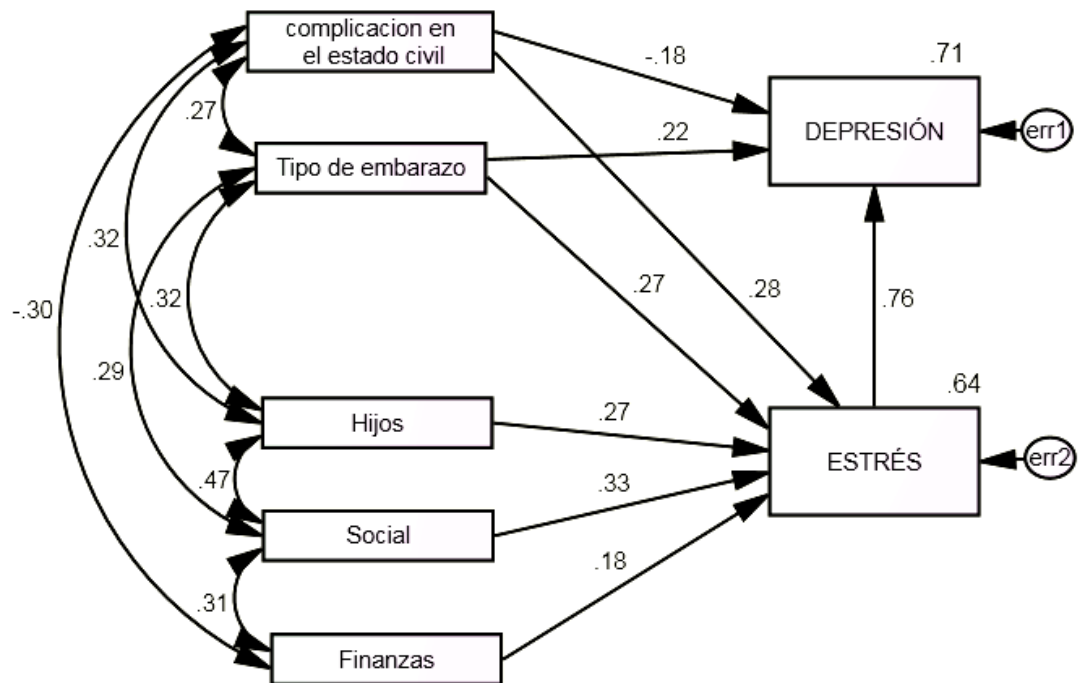 complicacion en
el estado civil
-.18
.71
DEPRESIÓN
err1
.27
.22
Tipo de embarazo
.32
.32
.27
.28
.76
-.30
.29
.64
Hijos
.27
ESTRÉS
err2
.47
.33
Social
.18
.31
Finanzas